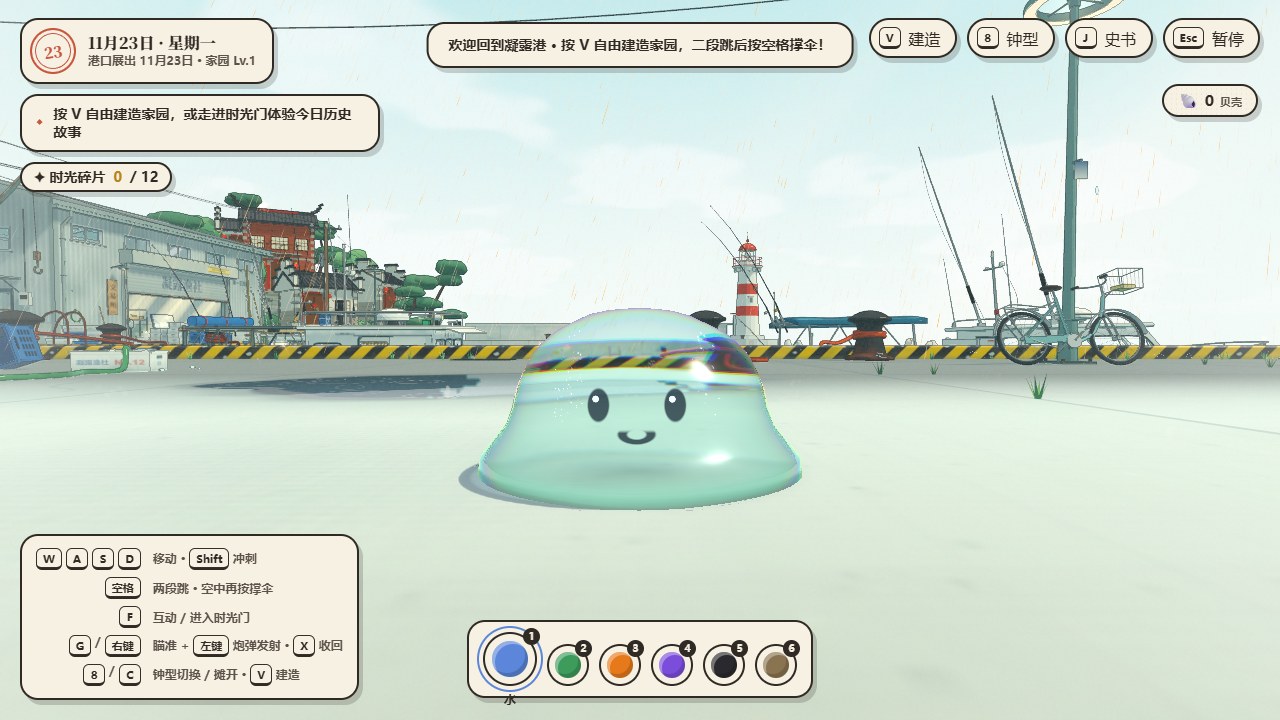 23
11月23日 · 星期一
港口展出 11月23日 • 家园 Lv.1
欢迎回到凝露港 • 按 V 自由建造家园，二段跳后按空格撑伞！
V 建造
8 钟型
J 史书
Esc 暂停
0 贝壳
按 V 自由建造家园，或走进时光门体验今日历史
故事
✦ 时光碎片 0 / 12
W A S D 移动 • Shift 冲刺
空格 两段跳 • 空中再按撑伞
F 互动 / 进入时光门
G / 右键 瞄准 + 左键 炮弹发射 • X 收回
8 / C 钟型切换 / 摊开 • V 建造
1 2 3 4 5 6
水